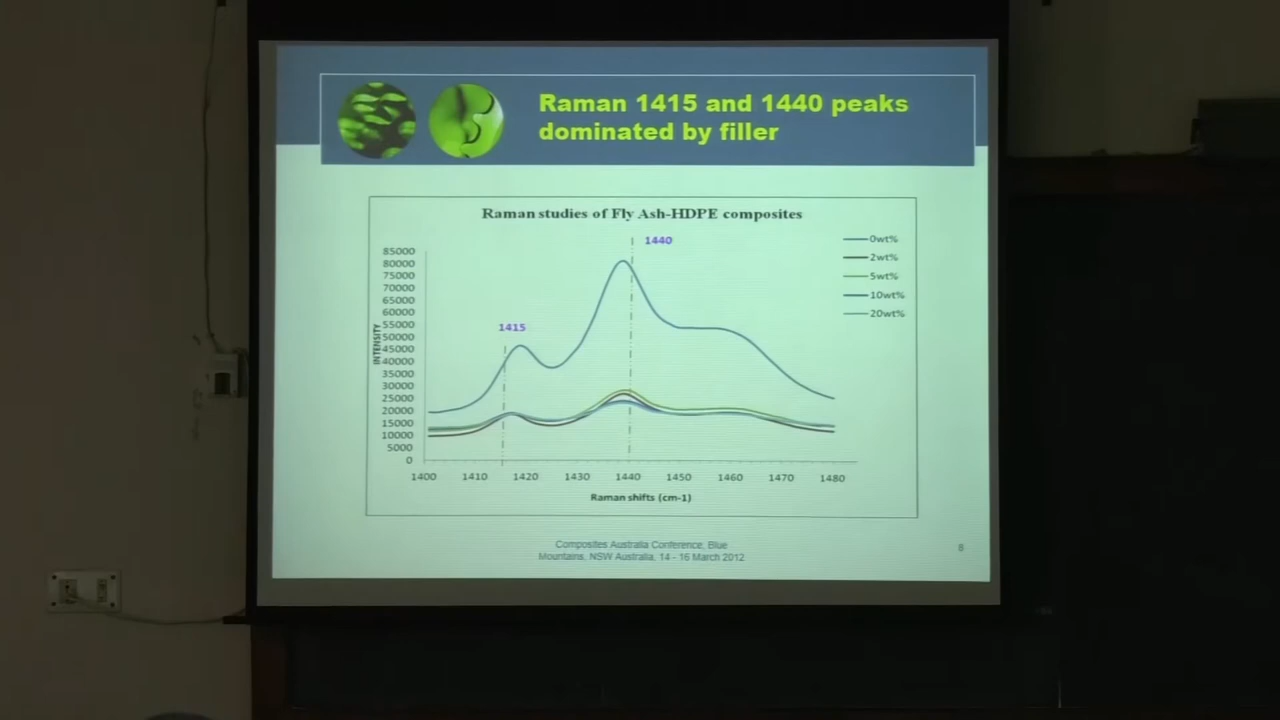 Raman 1415 and 1440 peaks
dominated by filler
Raman studies of Fly Ash-HDPE composites
1440
1415
0wt%
2wt%
5wt%
10wt%
20wt%
85000
80000
75000
70000
65000
60000
55000
50000
45000
40000
35000
30000
25000
20000
15000
10000
5000
0
INTENSITY
1400 1410 1420 1430 1440 1450 1460 1470 1480
Raman shifts (cm-1)
Composites Australia Conference, Blue
Mountains, NSW Australia, 14 - 16 March 2012
8